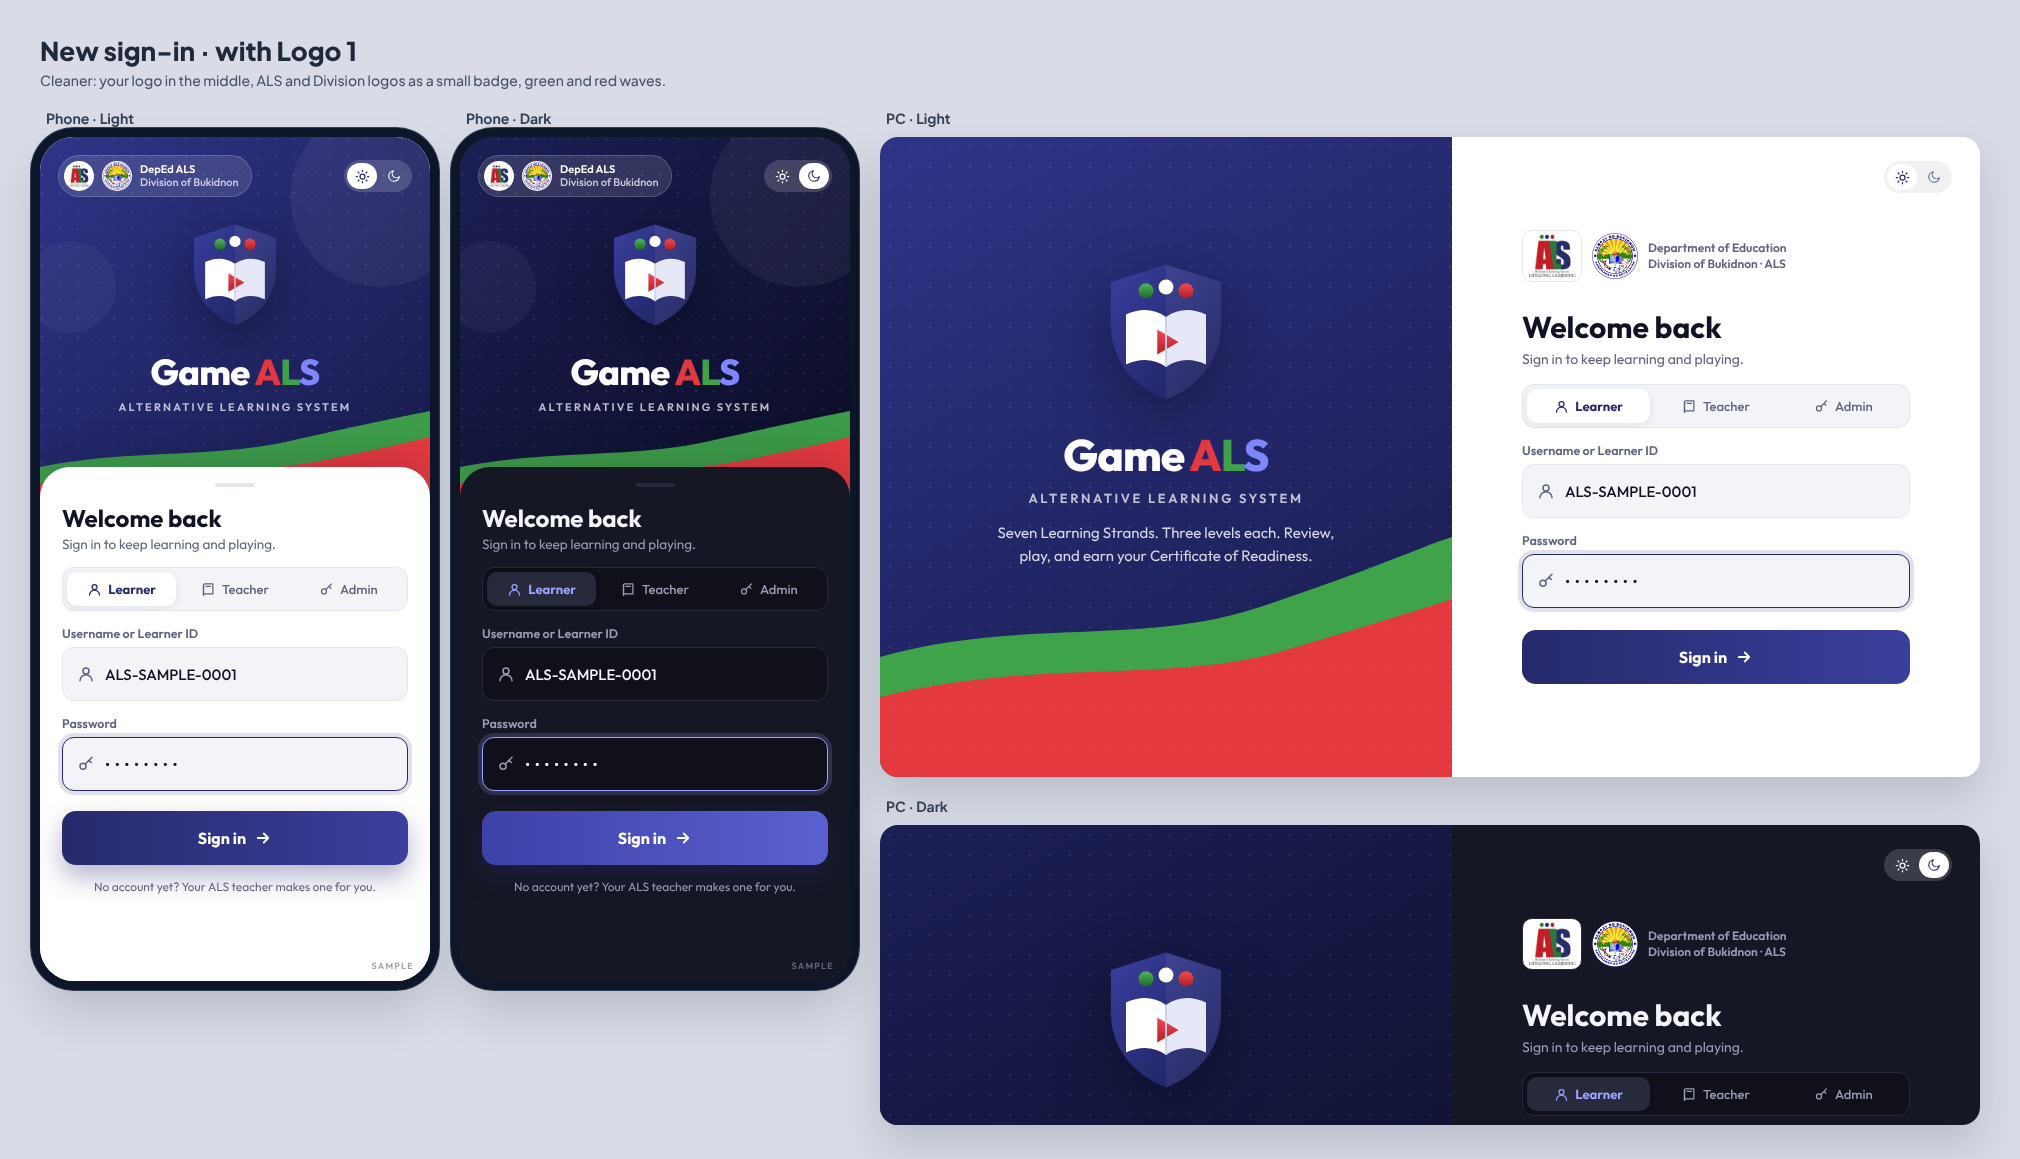 New sign-in · with Logo 1
Cleaner: your logo in the middle, ALS and Division logos as a small badge, green and red waves.
Phone · Light
DepEd ALS
Division of Bukidnon
Game ALS
ALTERNATIVE LEARNING SYSTEM
Welcome back
Sign in to keep learning and playing.
Learner
Teacher
Admin
Username or Learner ID
ALS-SAMPLE-0001
Password
••••••••
Sign in →
No account yet? Your ALS teacher makes one for you.
SAMPLE
Phone · Dark
DepEd ALS
Division of Bukidnon
Game ALS
ALTERNATIVE LEARNING SYSTEM
Welcome back
Sign in to keep learning and playing.
Learner
Teacher
Admin
Username or Learner ID
ALS-SAMPLE-0001
Password
••••••••
Sign in →
No account yet? Your ALS teacher makes one for you.
SAMPLE
PC · Light
Game ALS
ALTERNATIVE LEARNING SYSTEM
Seven Learning Strands. Three levels each. Review,
play, and earn your Certificate of Readiness.
ALS
Department of Education
Division of Bukidnon · ALS
Welcome back
Sign in to keep learning and playing.
Learner
Teacher
Admin
Username or Learner ID
ALS-SAMPLE-0001
Password
••••••••
Sign in →
PC · Dark
ALS
Department of Education
Division of Bukidnon · ALS
Welcome back
Sign in to keep learning and playing.
Learner
Teacher
Admin